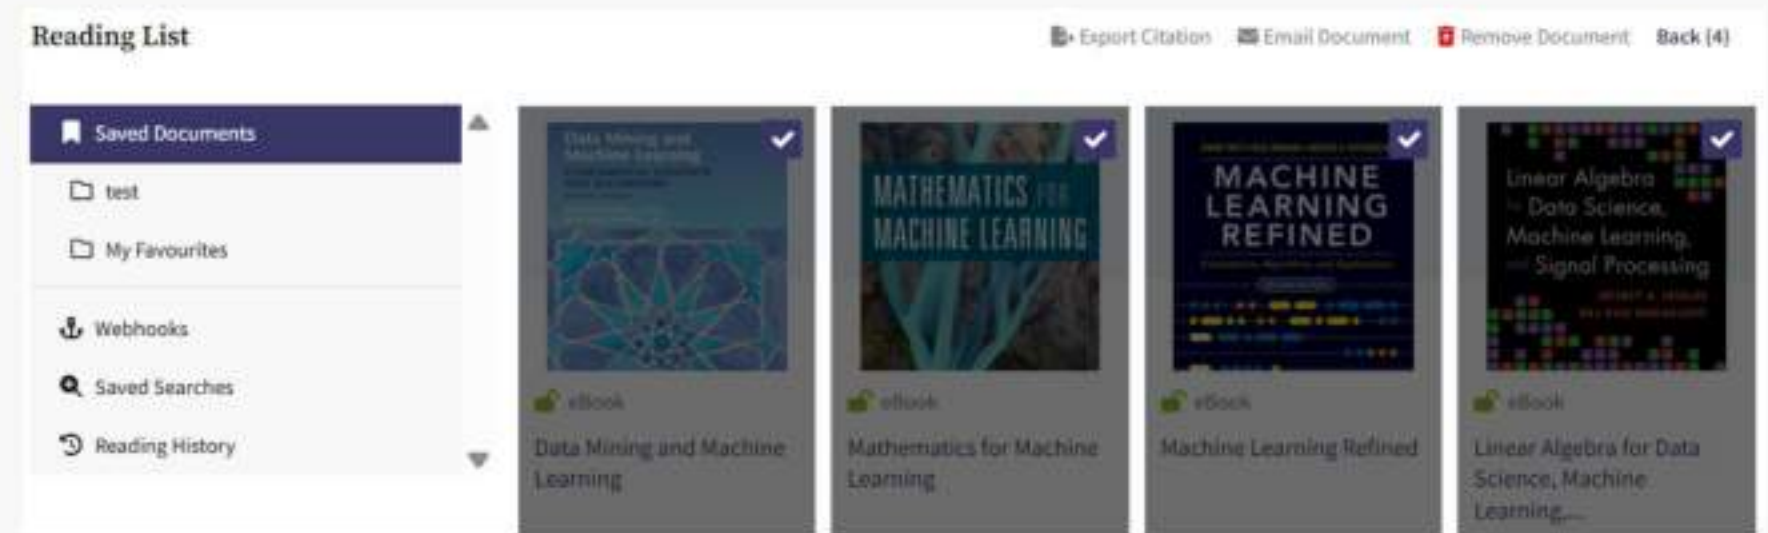 Reading List
Export Citation
Email Document
Remove Document
Back (4)
Saved Documents
test
My Favourites
Webhooks
Saved Searches
Reading History
Data Mining and
Machine Learning
eBook
Data Mining and Machine
Learning
MATHEMATICS FOR
MACHINE LEARNING
eBook
Mathematics for Machine
Learning
MACHINE
LEARNING
REFINED
eBook
Machine Learning Refined
Linear Algebra
Data Science,
Machine Learning,
Signal Processing
eBook
Linear Algebra for Data
Science, Machine
Learning,...